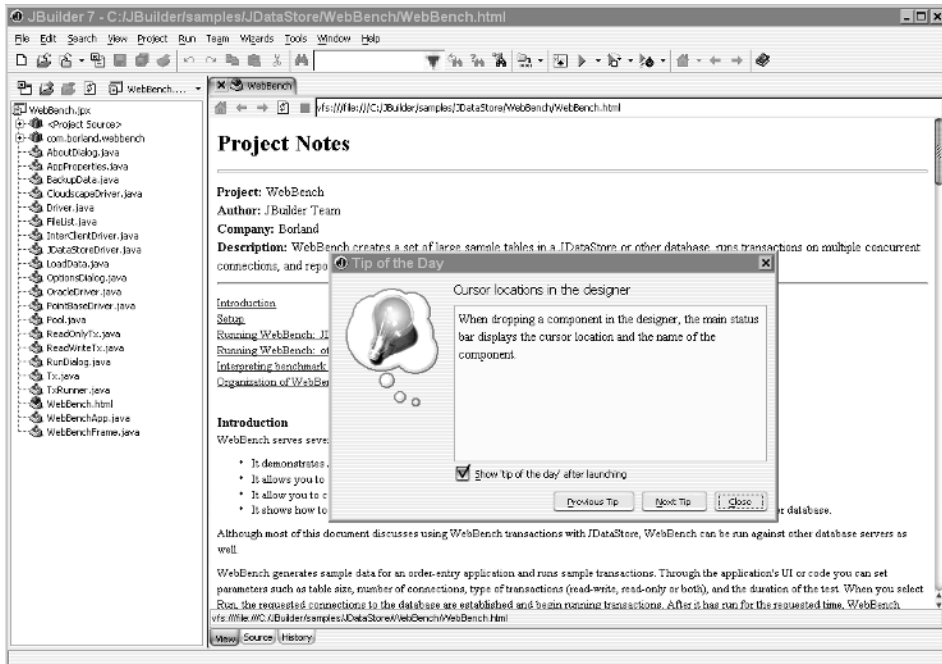 JBuilder 7 - C:/JBuilder/samples/JDataStore/WebBench/WebBench.html
File Edit Search View Project Run Team Wizards Tools Window Help
WebBench....
WebBench.jpx
<Project Source>
com.borland.webbench
AboutDialog.java
AppProperties.java
BackupData.java
CloudscapeDriver.java
Driver.java
FileList.java
InterClientDriver.java
JDataStoreDriver.java
LoadData.java
OptionsDialog.java
OracleDriver.java
PointBaseDriver.java
Pool.java
ReadOnlyTx.java
ReadWriteTx.java
RunDialog.java
Tx.java
TxRunner.java
WebBench.html
WebBenchApp.java
WebBenchFrame.java
WebBench
vfs:///file:///C:/JBuilder/samples/JDataStore/WebBench/WebBench.html
Project Notes
Project: WebBench
Author: JBuilder Team
Company: Borland
Description: WebBench creates a set of large sample tables in a JDataStore or other database, runs transactions on multiple concurrent
connections, and repo
Introduction
Setup
Running WebBench: JI
Running WebBench: ot
Interpreting benchmark
Organization of WebBen
Introduction
WebBench serves seve
• It demonstrates
• It allows you to
• It allow you to c
• It shows how to
r database.
Tip of the Day
Cursor locations in the designer
When dropping a component in the designer, the main status
bar displays the cursor location and the name of the
component.
Show 'tip of the day' after launching
Previous Tip Next Tip Close
Although most of this document discusses using WebBench transactions with JDataStore, WebBench can be run against other database servers as
well.
WebBench generates sample data for an order-entry application and runs sample transactions. Through the application's UI or code you can set
parameters such as table size, number of connections, type of transactions (read-write, read-only or both), and the duration of the test. When you select
Run, the requested connections to the database are established and begin running transactions. After it has run for the requested time, WebBench
vfs:///file:///C:/JBuilder/samples/JDataStore/WebBench/WebBench.html
View Source History